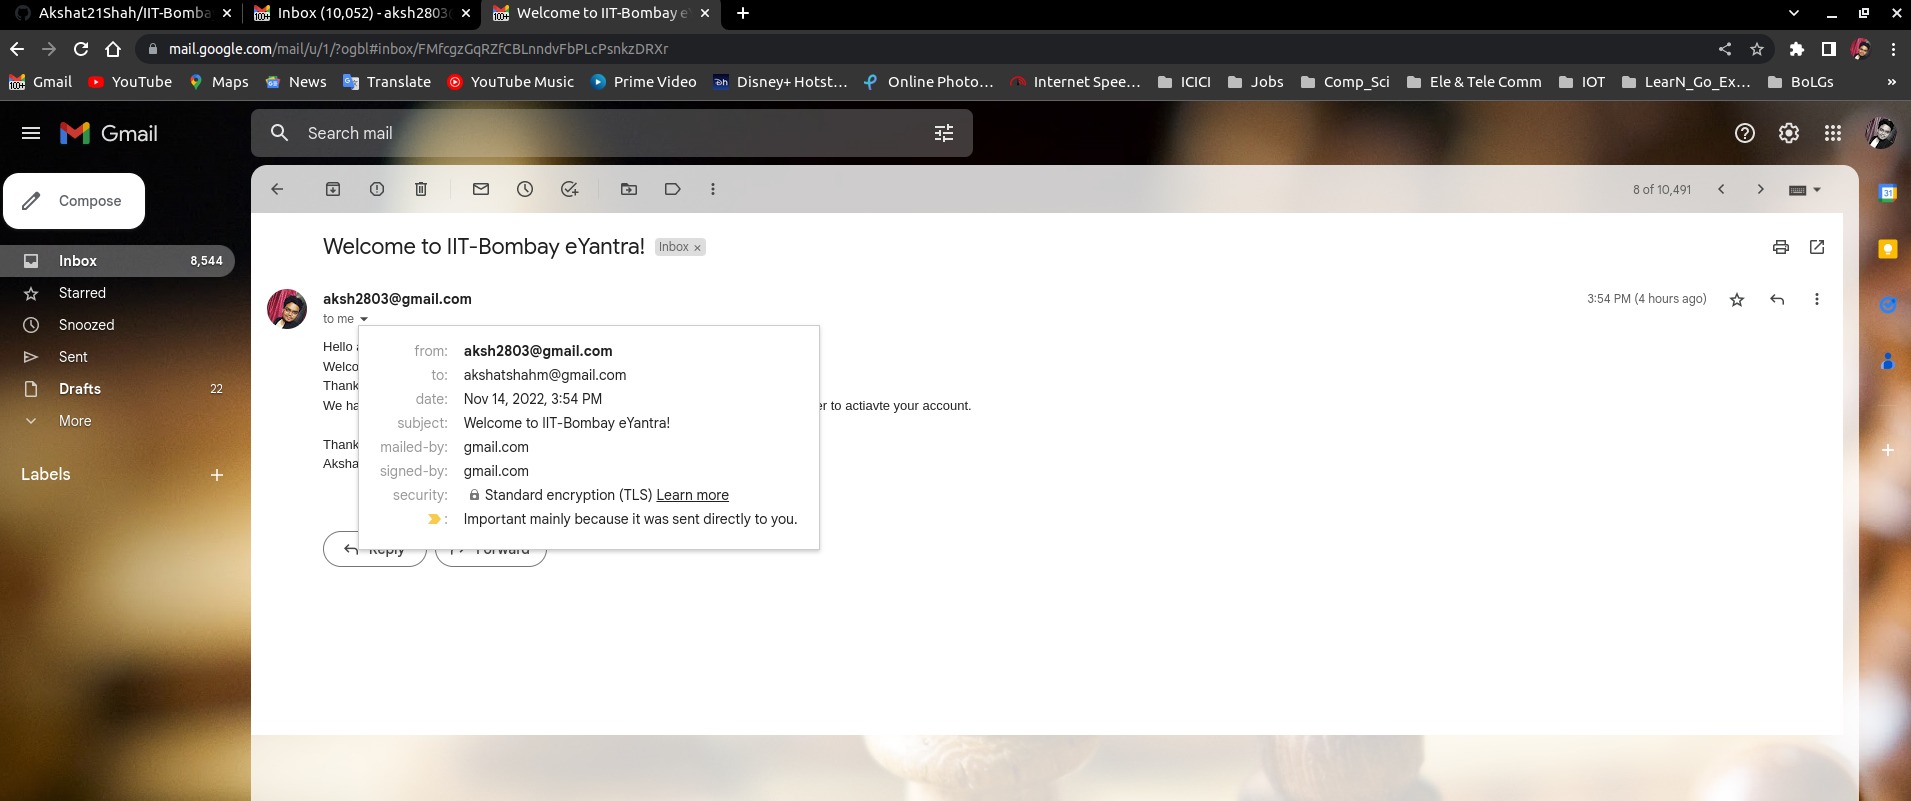 Akshat21Shah/IIT-Bomba
Inbox (10,052) - aksh2803
Welcome to IIT-Bombay eY
mail.google.com/mail/u/1/?ogbl#inbox/FMfcgzGqRZfCBLnndvFbPLcPsnkzDRXr
Gmail YouTube Maps News Translate YouTube Music Prime Video Disney+ Hotst… Online Photo… Internet Spee… ICICI Jobs Comp_Sci Ele & Tele Comm IOT LearN_Go_Ex… BoLGs »
Gmail
Search mail
Compose
8 of 10,491
Inbox 8,544
Starred
Snoozed
Sent
Drafts 22
More
Labels
Welcome to IIT-Bombay eYantra! Inbox ×
aksh2803@gmail.com
3:54 PM (4 hours ago)
to me
Hello
Welco
Thank
We ha er to actiavte your account.
Thank
Aksha
from: aksh2803@gmail.com
to: akshatshahm@gmail.com
date: Nov 14, 2022, 3:54 PM
subject: Welcome to IIT-Bombay eYantra!
mailed-by: gmail.com
signed-by: gmail.com
security: Standard encryption (TLS) Learn more
: Important mainly because it was sent directly to you.
Reply Forward